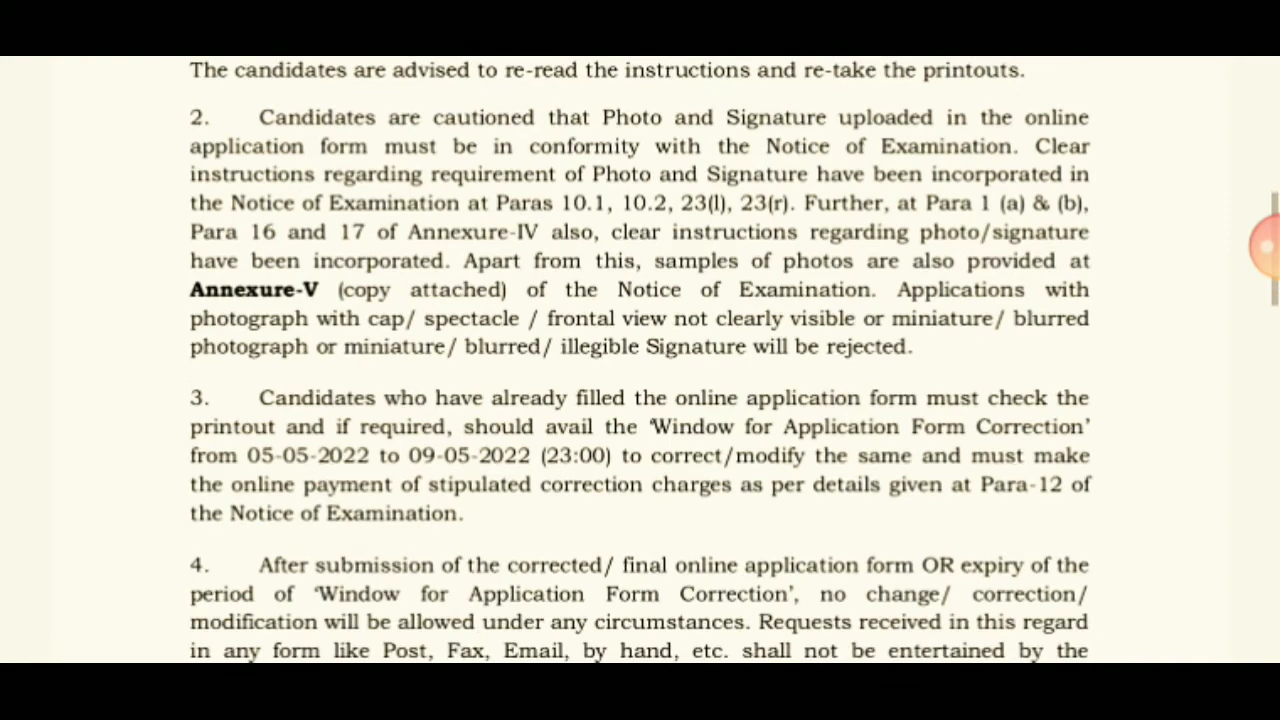 The candidates are advised to re-read the instructions and re-take the printouts.
2. Candidates are cautioned that Photo and Signature uploaded in the online
application form must be in conformity with the Notice of Examination. Clear
instructions regarding requirement of Photo and Signature have been incorporated in
the Notice of Examination at Paras 10.1, 10.2, 23(l), 23(r). Further, at Para 1 (a) & (b),
Para 16 and 17 of Annexure-IV also, clear instructions regarding photo/signature
have been incorporated. Apart from this, samples of photos are also provided at
Annexure-V (copy attached) of the Notice of Examination. Applications with
photograph with cap/ spectacle / frontal view not clearly visible or miniature/ blurred
photograph or miniature/ blurred/ illegible Signature will be rejected.
3. Candidates who have already filled the online application form must check the
printout and if required, should avail the ‘Window for Application Form Correction’
from 05-05-2022 to 09-05-2022 (23:00) to correct/modify the same and must make
the online payment of stipulated correction charges as per details given at Para-12 of
the Notice of Examination.
4. After submission of the corrected/ final online application form OR expiry of the
period of ‘Window for Application Form Correction’, no change/ correction/
modification will be allowed under any circumstances. Requests received in this regard
in any form like Post, Fax, Email, by hand, etc. shall not be entertained by the